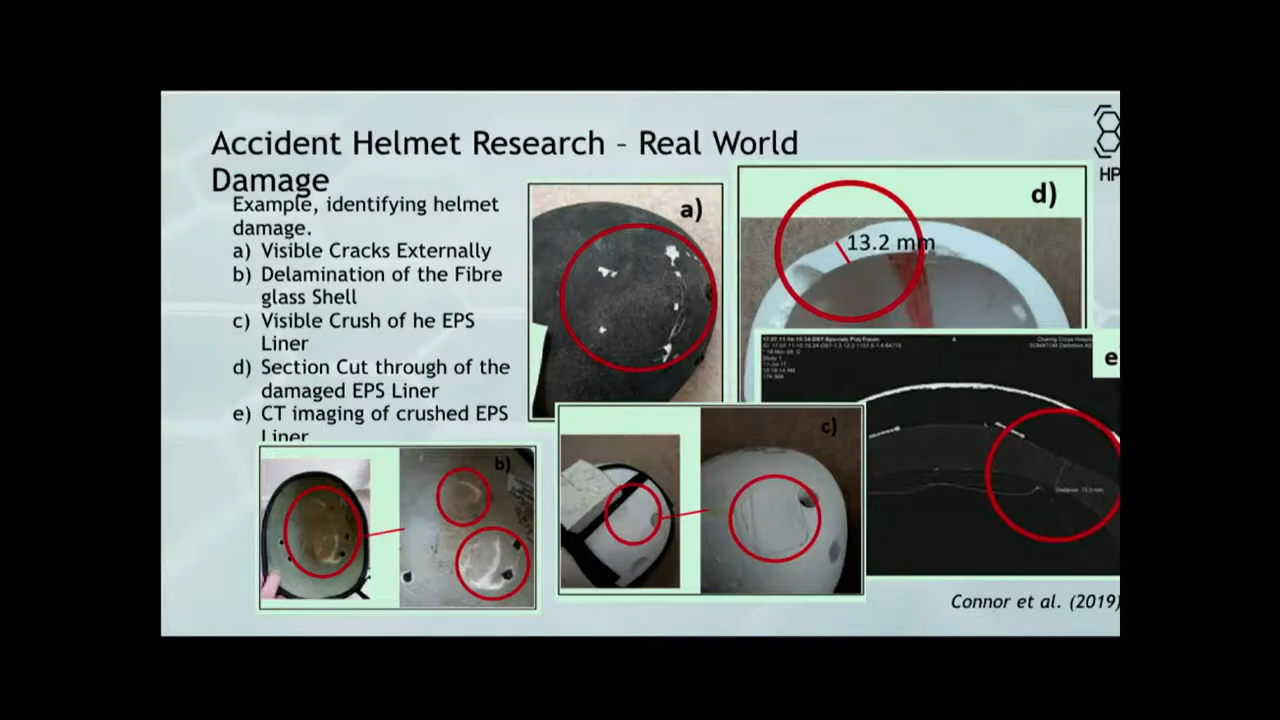 Accident Helmet Research – Real World
Damage
Example, identifying helmet
damage.
a) Visible Cracks Externally
b) Delamination of the Fibre
glass Shell
c) Visible Crush of he EPS
Liner
d) Section Cut through of the
damaged EPS Liner
e) CT imaging of crushed EPS
Liner
a)
d)
13.2 mm
HP
e
c)
b)
Connor et al. (2019)